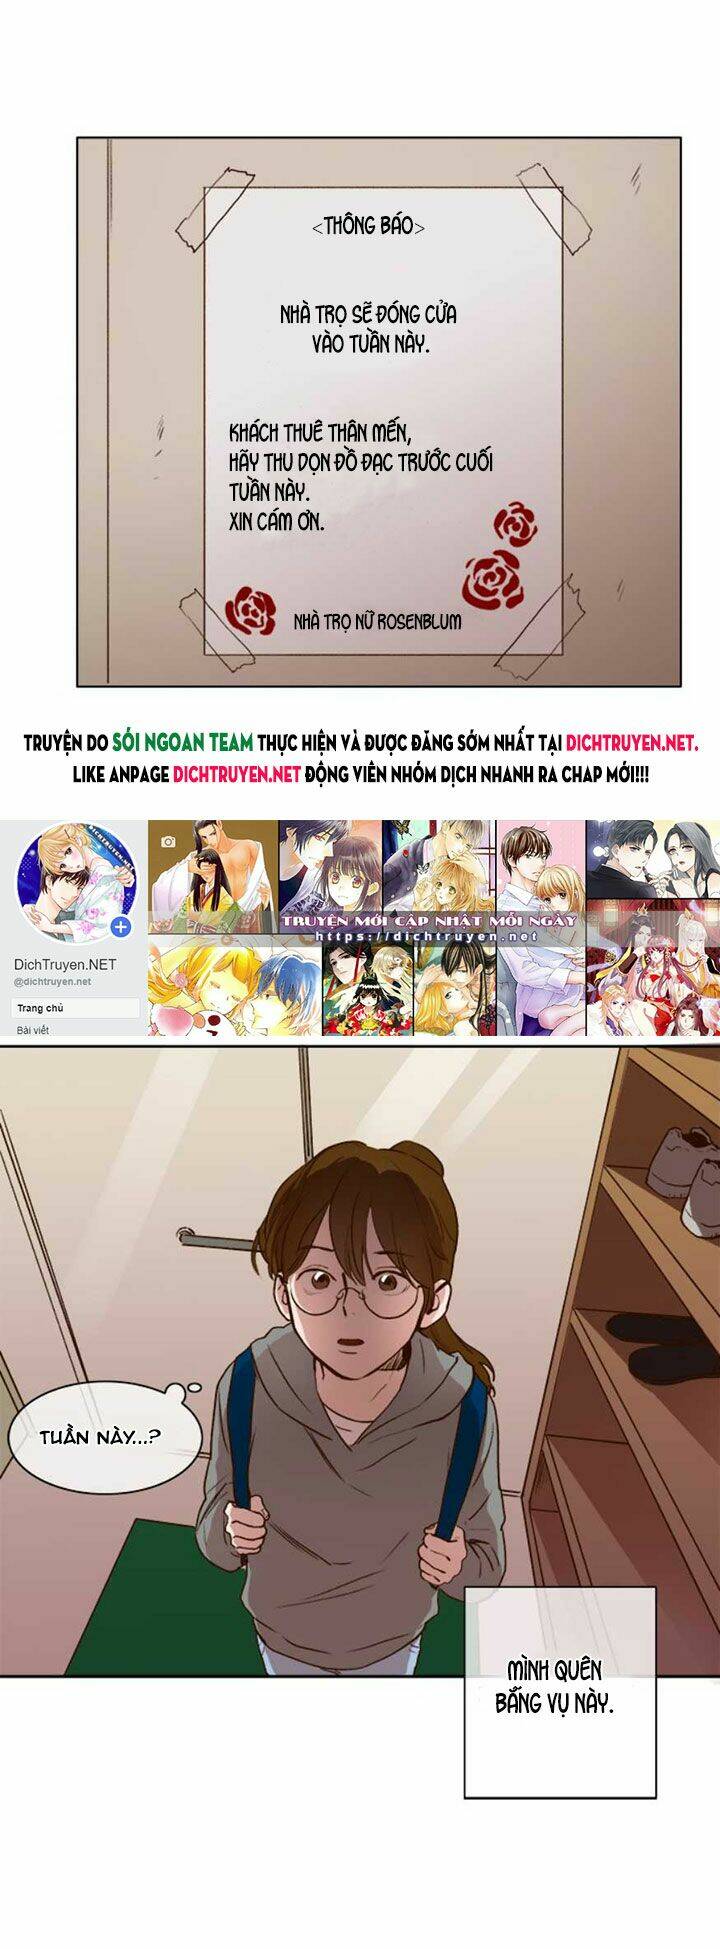 <THÔNG BÁO>
NHÀ TRỌ SẼ ĐÓNG CỬA
VÀO TUẦN NÀY.
KHÁCH THUÊ THÂN MẾN,
HÃY THU DỌN ĐỒ ĐẠC TRƯỚC CUỐI
TUẦN NÀY.
XIN CÁM ƠN.
NHÀ TRỌ NỮ ROSENBLUM
TRUYỆN DO SÓI NGOAN TEAM THỰC HIỆN VÀ ĐƯỢC ĐĂNG SỚM NHẤT TẠI DICHTRUYEN.NET.
LIKE ANPAGE DICHTRUYEN.NET ĐỘNG VIÊN NHÓM DỊCH NHANH RA CHAP MỚI!!!
DICHTRUYEN.NET
TRUYỆN MỚI CẬP NHẬT MỖI NGÀY
https://dichtruyen.net
DichTruyen.NET
@dichtruyen.net
Trang chủ
Bài viết
TUẦN NÀY...?
MÌNH QUÊN
BẴNG VỤ NÀY.